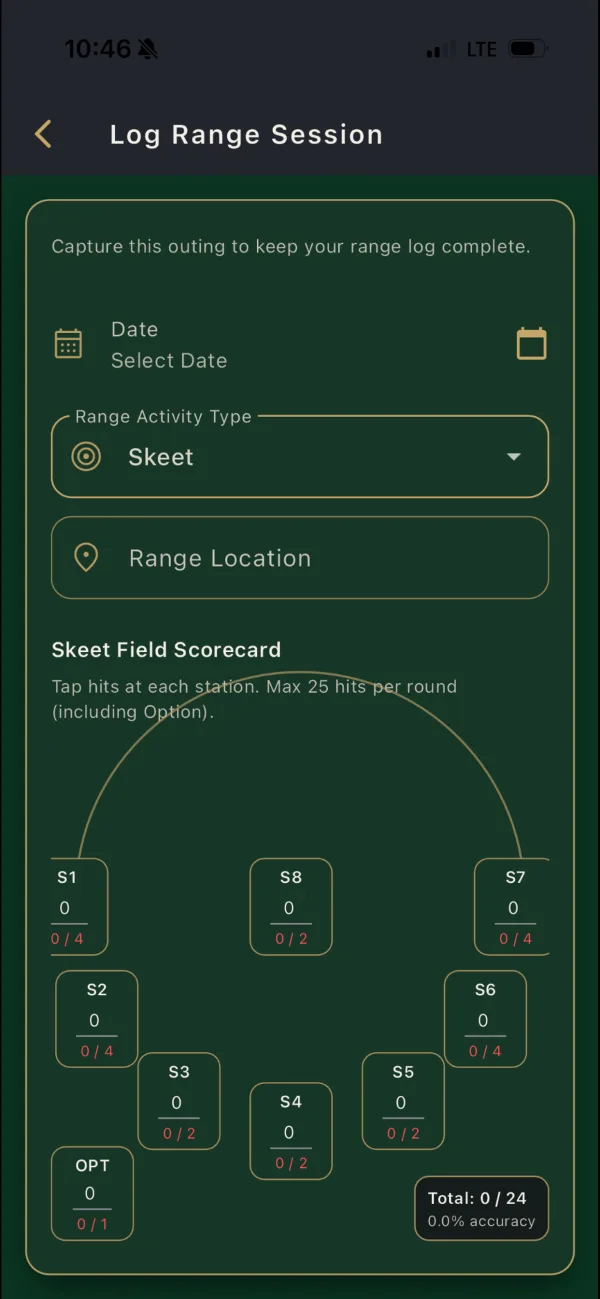 10:46
LTE
Log Range Session
Capture this outing to keep your range log complete.
Date
Select Date
Range Activity Type
Skeet
Range Location
Skeet Field Scorecard
Tap hits at each station. Max 25 hits per round
(including Option).
S1
0
0 / 4
S8
0
0 / 2
S7
0
0 / 4
S2
0
0 / 4
S6
0
0 / 4
S3
0
0 / 2
S5
0
0 / 2
S4
0
0 / 2
OPT
0
0 / 1
Total: 0 / 24
0.0% accuracy